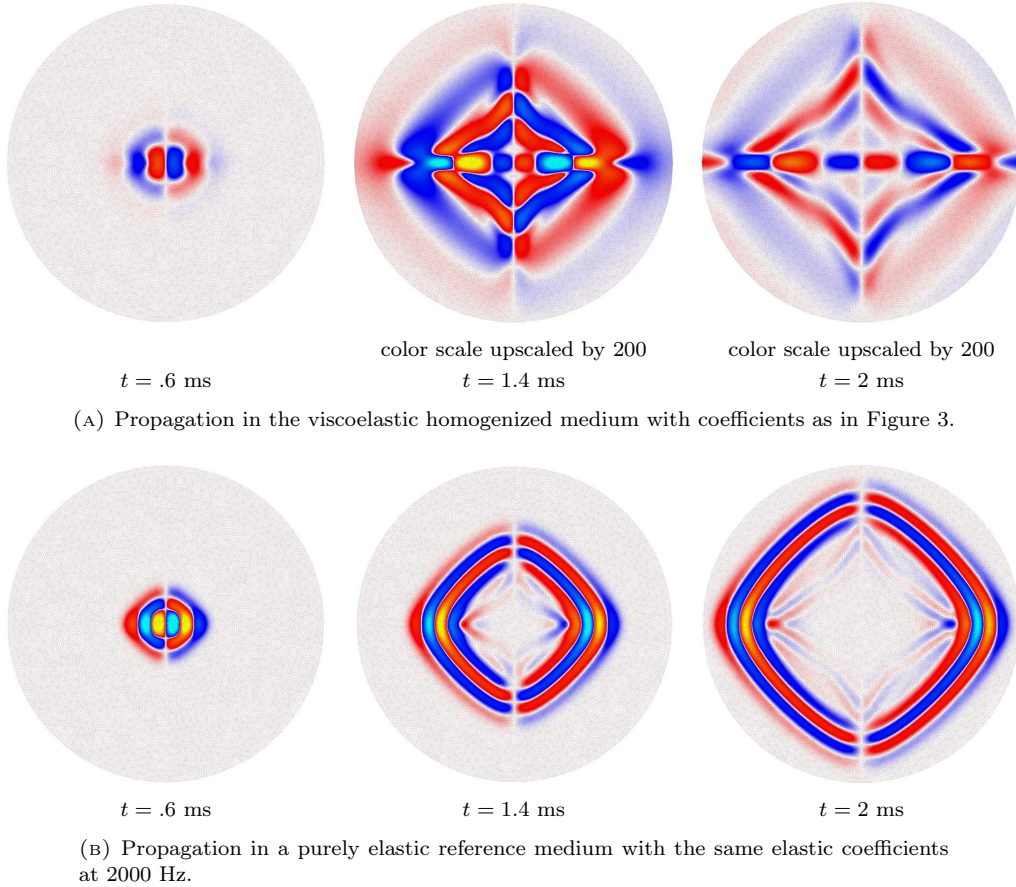 color scale upscaled by 200 color scale upscaled by 200
t = .6 ms t = 1.4 ms t = 2 ms
(A) Propagation in the viscoelastic homogenized medium with coefficients as in Figure 3.
t = .6 ms t = 1.4 ms t = 2 ms
(B) Propagation in a purely elastic reference medium with the same elastic coefficients
at 2000 Hz.